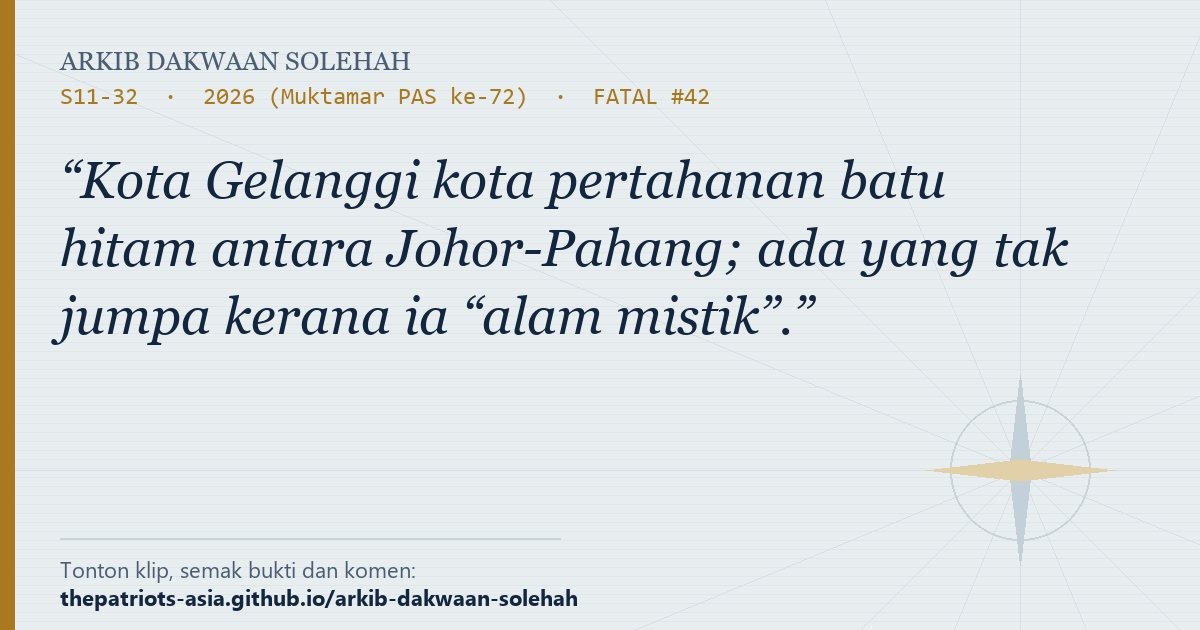 ARKIB DAKWAAN SOLEHAH
S11-32 · 2026 (Muktamar PAS ke-72) · FATAL #42
“Kota Gelanggi kota pertahanan batu
hitam antara Johor-Pahang; ada yang tak
jumpa kerana ia “alam mistik”.”
Tonton klip, semak bukti dan komen:
thepatriots-asia.github.io/arkib-dakwaan-solehah